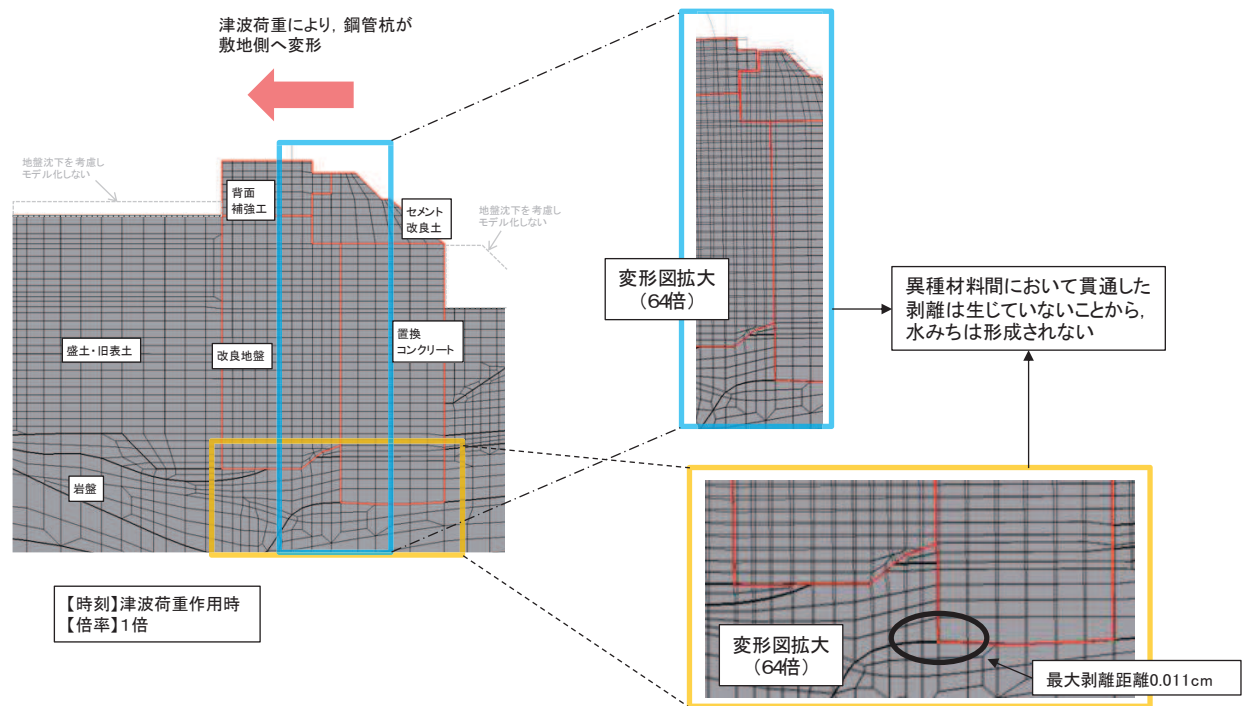 津波荷重により，鋼管杭が
敷地側へ変形
地盤沈下を考慮し
モデル化しない
背面
補強工
セメント
改良土
地盤沈下を考慮し
モデル化しない
変形図拡大
（64倍）
異種材料間において貫通した
剥離は生じていないことから，
水みちは形成されない
盛土・旧表土
改良地盤
置換
コンクリート
岩盤
【時刻】津波荷重作用時
【倍率】1倍
変形図拡大
（64倍）
最大剥離距離0.011cm